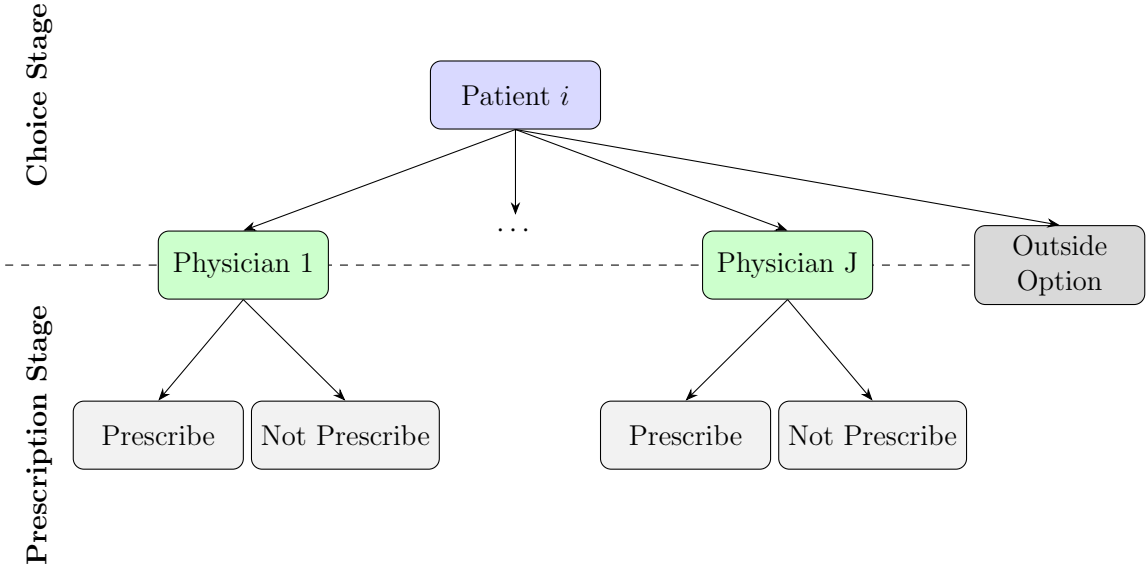 Choice Stage
Patient i
...
Physician 1
Physician J
Outside
Option
Prescription Stage
Prescribe
Not Prescribe
Prescribe
Not Prescribe